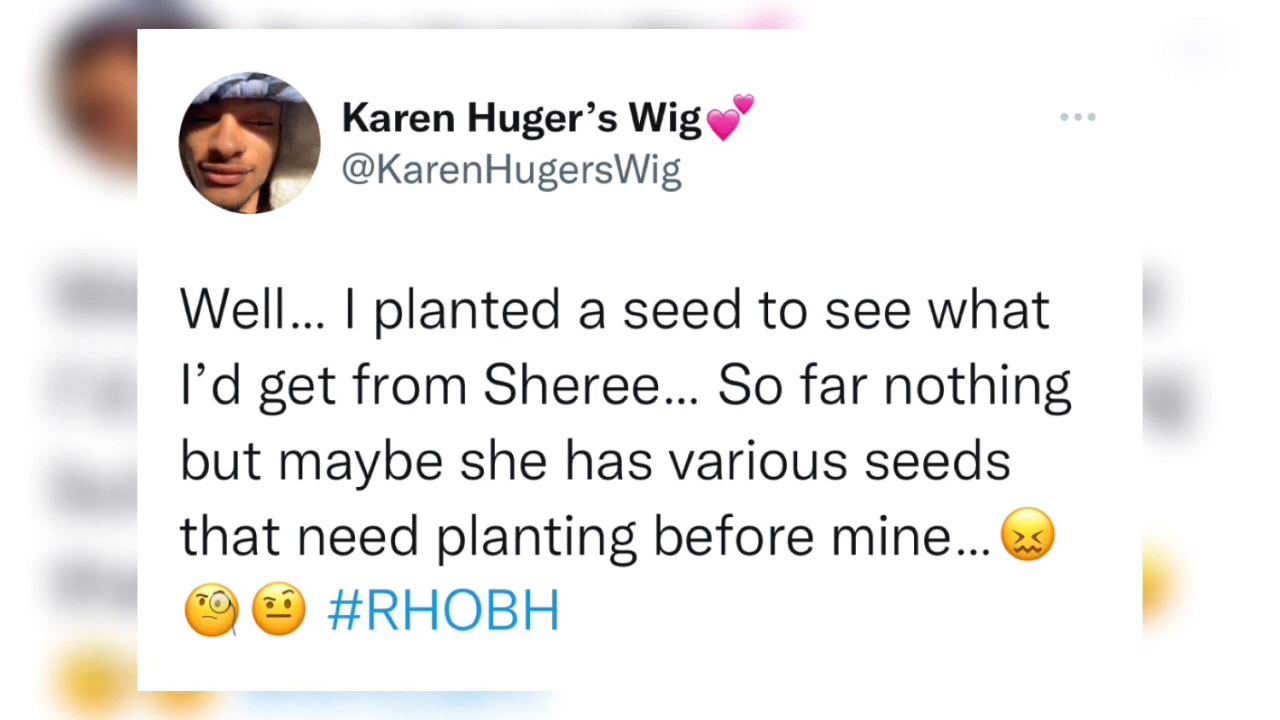 Karen Huger’s Wig💕
@KarenHugersWig
Well... I planted a seed to see what
I’d get from Sheree... So far nothing
but maybe she has various seeds
that need planting before mine...😖
🧐🤨 #RHOBH